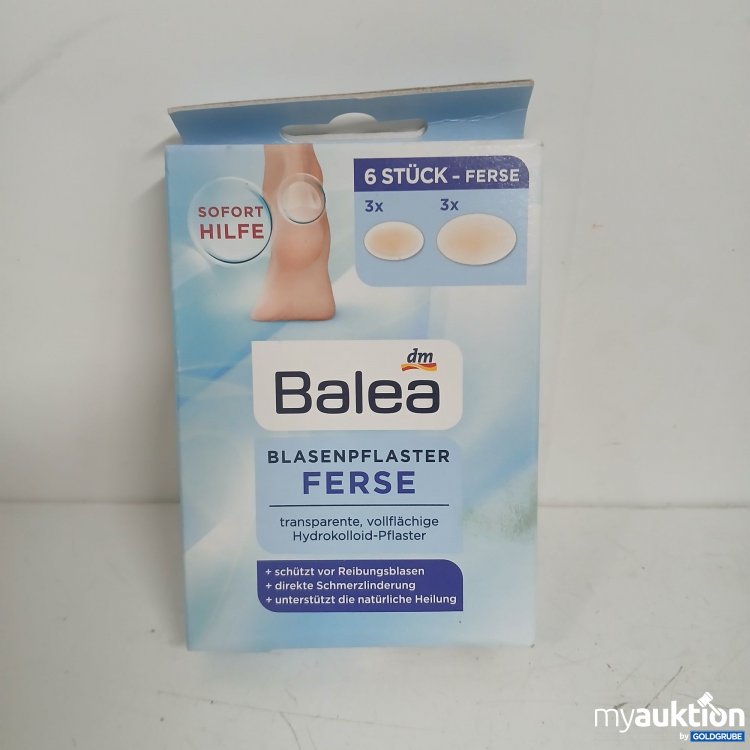 SOFORT
HILFE
6 STÜCK – FERSE
3x 3x
dm
Balea
BLASENPFLASTER
FERSE
transparente, vollflächige
Hydrokolloid-Pflaster
+ schützt vor Reibungsblasen
+ direkte Schmerzlinderung
+ unterstützt die natürliche Heilung
myauktion
by GOLDGRUBE